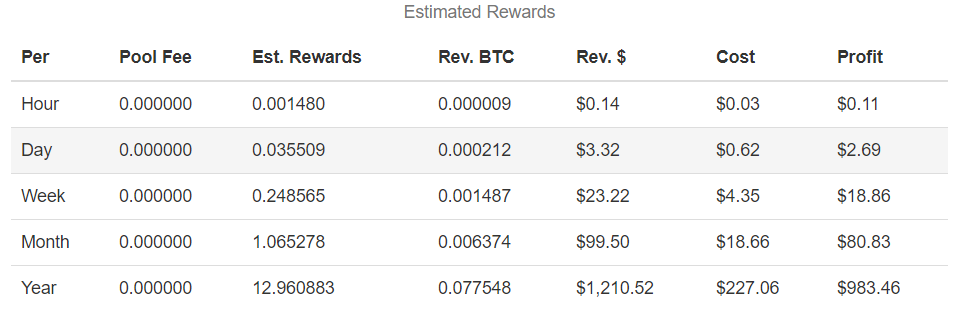 Estimated Rewards
Per Pool Fee Est. Rewards Rev. BTC Rev. $ Cost Profit
Hour 0.000000 0.001480 0.000009 $0.14 $0.03 $0.11
Day 0.000000 0.035509 0.000212 $3.32 $0.62 $2.69
Week 0.000000 0.248565 0.001487 $23.22 $4.35 $18.86
Month 0.000000 1.065278 0.006374 $99.50 $18.66 $80.83
Year 0.000000 12.960883 0.077548 $1,210.52 $227.06 $983.46